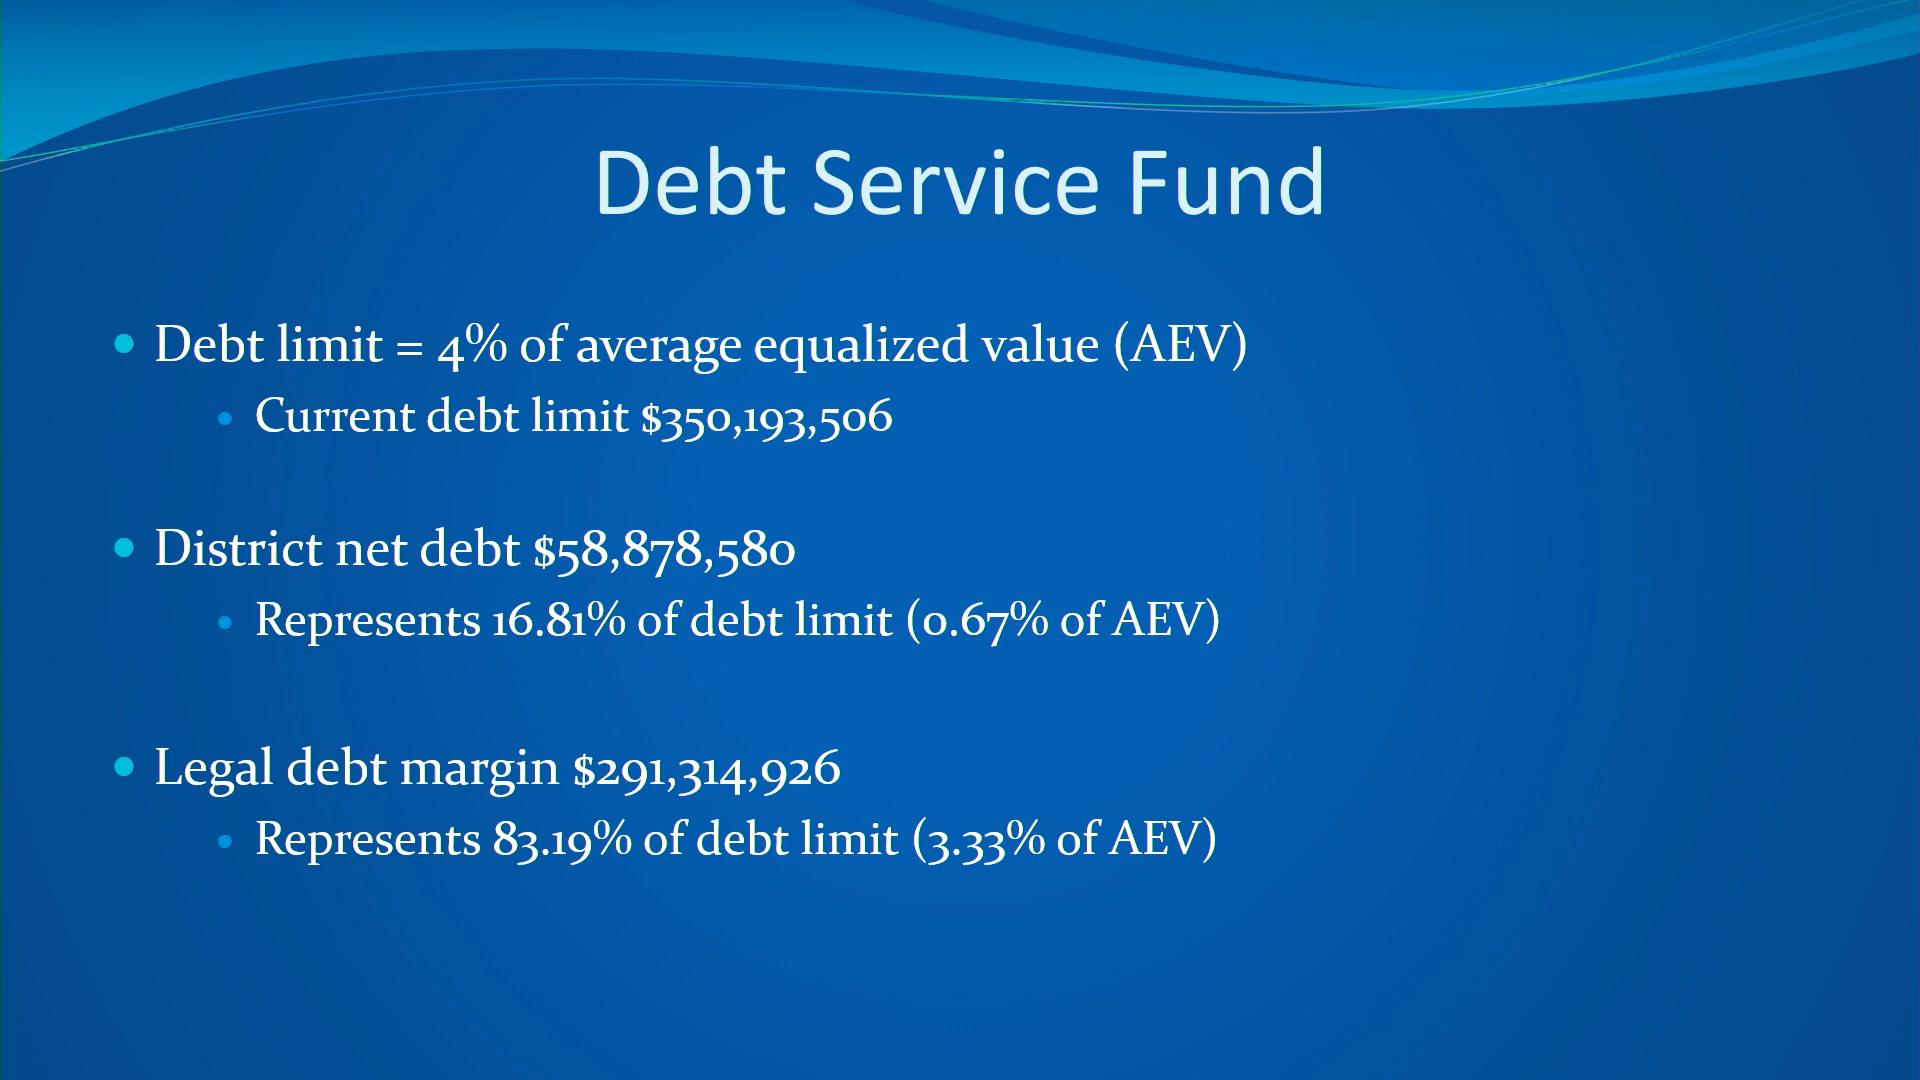 Debt Service Fund
• Debt limit = 4% of average equalized value (AEV)
• Current debt limit $350,193,506
• District net debt $58,878,580
• Represents 16.81% of debt limit (0.67% of AEV)
• Legal debt margin $291,314,926
• Represents 83.19% of debt limit (3.33% of AEV)